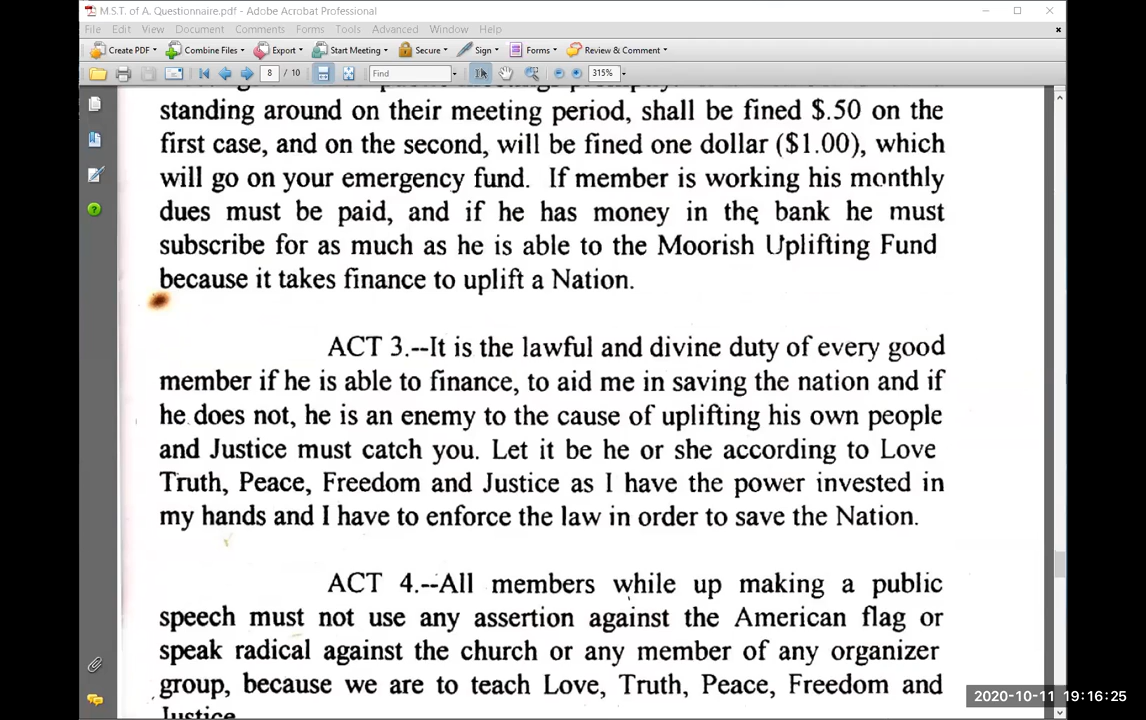 M.S.T. of A. Questionnaire.pdf - Adobe Acrobat Professional
File Edit View Document Comments Forms Tools Advanced Window Help
Create PDF Combine Files Export Start Meeting Secure Sign Forms Review & Comment
8 / 10 Find 315%
standing around on their meeting period, shall be fined $.50 on the
first case, and on the second, will be fined one dollar ($1.00), which
will go on your emergency fund. If member is working his monthly
dues must be paid, and if he has money in the bank he must
subscribe for as much as he is able to the Moorish Uplifting Fund
because it takes finance to uplift a Nation.
ACT 3.--It is the lawful and divine duty of every good
member if he is able to finance, to aid me in saving the nation and if
he does not, he is an enemy to the cause of uplifting his own people
and Justice must catch you. Let it be he or she according to Love
Truth, Peace, Freedom and Justice as I have the power invested in
my hands and I have to enforce the law in order to save the Nation.
ACT 4.--All members while up making a public
speech must not use any assertion against the American flag or
speak radical against the church or any member of any organizer
group, because we are to teach Love, Truth, Peace, Freedom and
Justice
2020-10-11 19:16:25